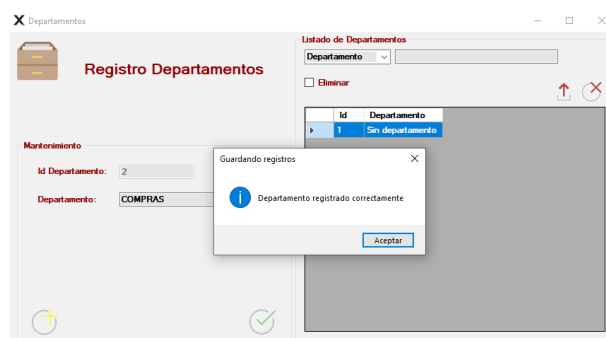 Departamentos
Registro Departamentos
Mantenimiento
Id Departamento: 2
Departamento: COMPRAS
Listado de Departamentos
Departamento
Eliminar
Id Departamento
1 Sin departamento
Guardando registros
Departamento registrado correctamente
Aceptar